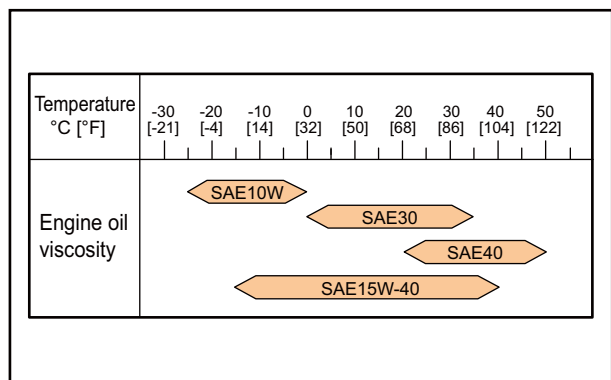 Temperature
°C [°F]
-30 -20 -10 0 10 20 30 40 50
[-21] [-4] [14] [32] [50] [68] [86] [104] [122]
Engine oil
viscosity
SAE10W
SAE30
SAE40
SAE15W-40